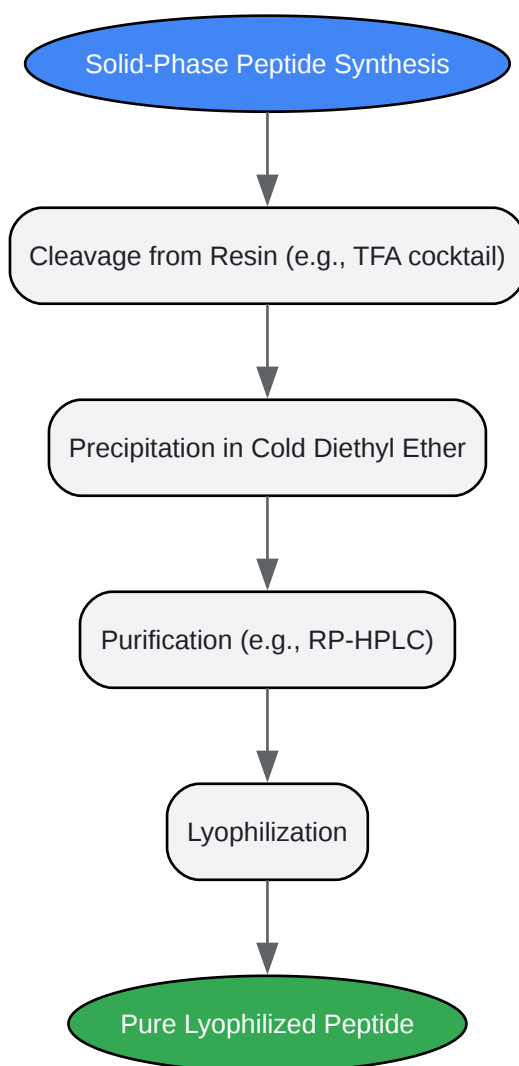 Solid-Phase Peptide Synthesis
Cleavage from Resin (e.g., TFA cocktail)
Precipitation in Cold Diethyl Ether
Purification (e.g., RP-HPLC)
Lyophilization
Pure Lyophilized Peptide